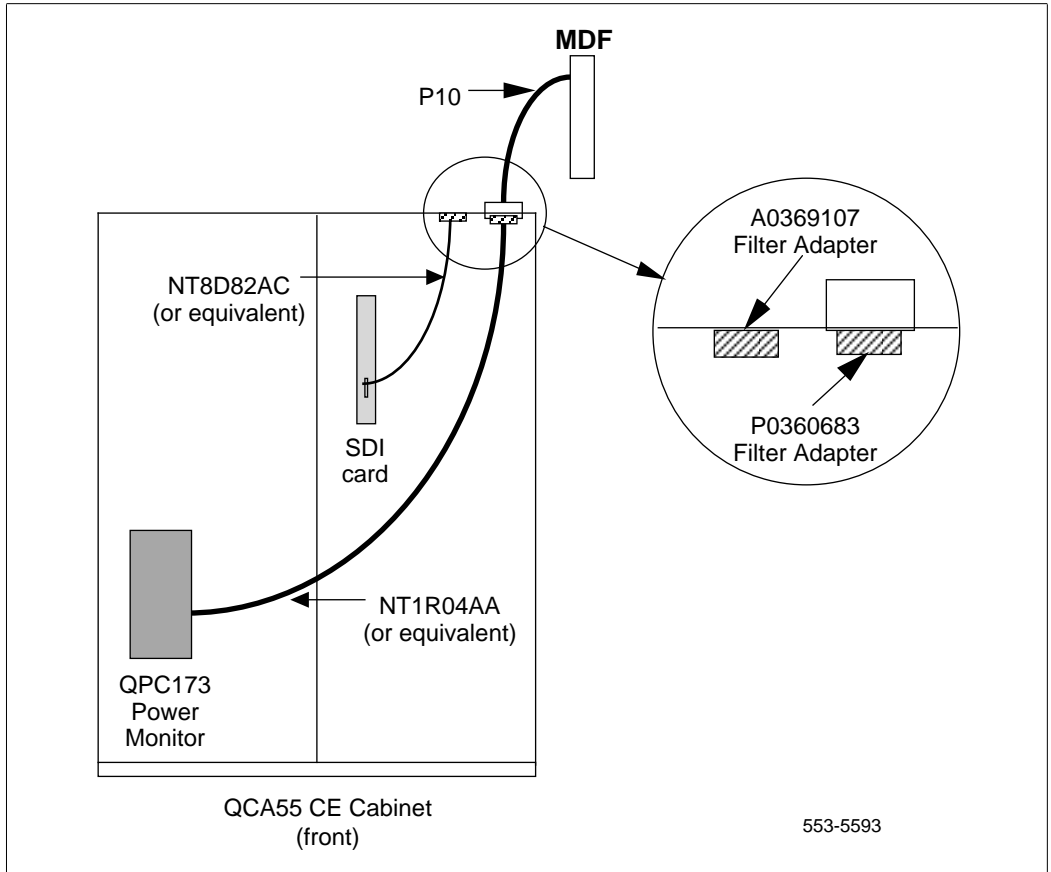 MDF
P10
A0369107
Filter Adapter
NT8D82AC
(or equivalent)
SDI
card
P0360683
Filter Adapter
NT1R04AA
(or equivalent)
QPC173
Power
Monitor
QCA55 CE Cabinet
(front)
553-5593